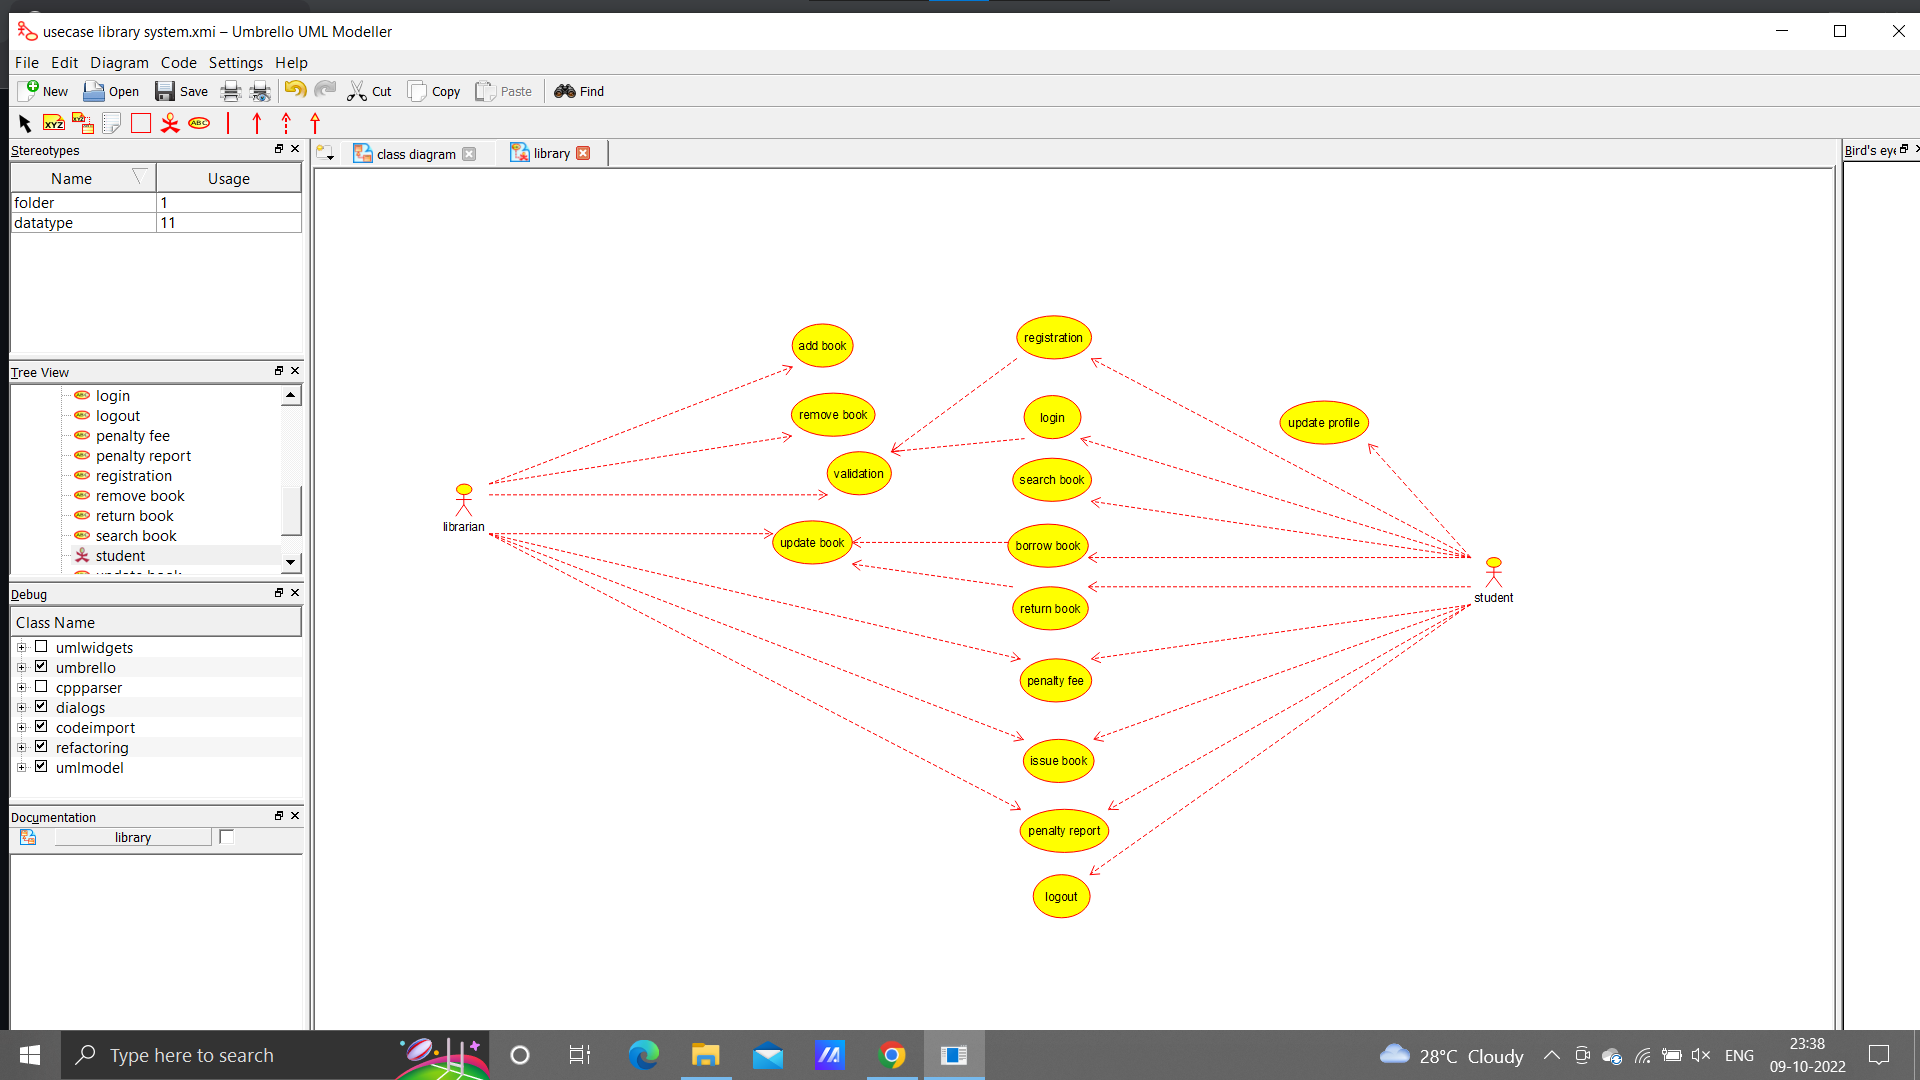 usecase library system.xmi – Umbrello UML Modeller
File Edit Diagram Code Settings Help
New Open Save Cut Copy Paste Find
XYZ XYZ ABC
Stereotypes
Name Usage
folder 1
datatype 11
Tree View
login
logout
penalty fee
penalty report
registration
remove book
return book
search book
student
Debug
Class Name
umlwidgets
umbrello
cppparser
dialogs
codeimport
refactoring
umlmodel
Documentation
library
class diagram
library
Bird's eye
add book
registration
remove book
login
update profile
validation
search book
librarian
update book
borrow book
return book
student
penalty fee
issue book
penalty report
logout
Type here to search
28°C Cloudy
ENG
23:38
09-10-2022